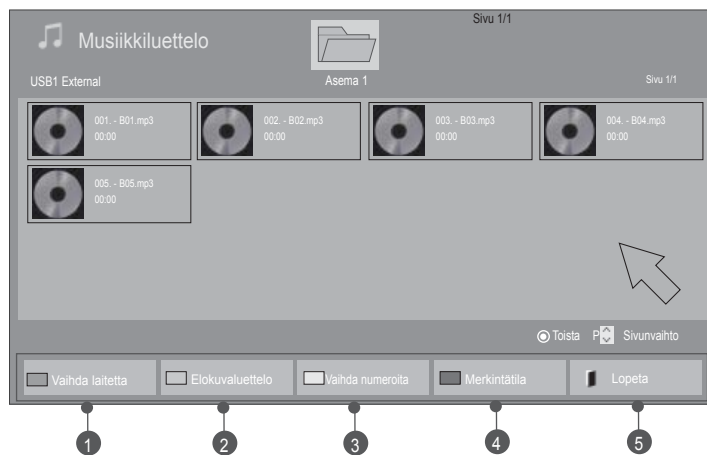 Sivu 1/1
Musiikkiluettelo
USB1 External
Asema 1
Sivu 1/1
001. - B01.mp3
00:00
002. - B02.mp3
00:00
003. - B03.mp3
00:00
004. - B04.mp3
00:00
005. - B05.mp3
00:00
Toista P Sivunvaihto
Vaihda laitetta
Elokuvaluettelo
Vaihda numeroita
Merkintätila
Lopeta
1 2 3 4 5